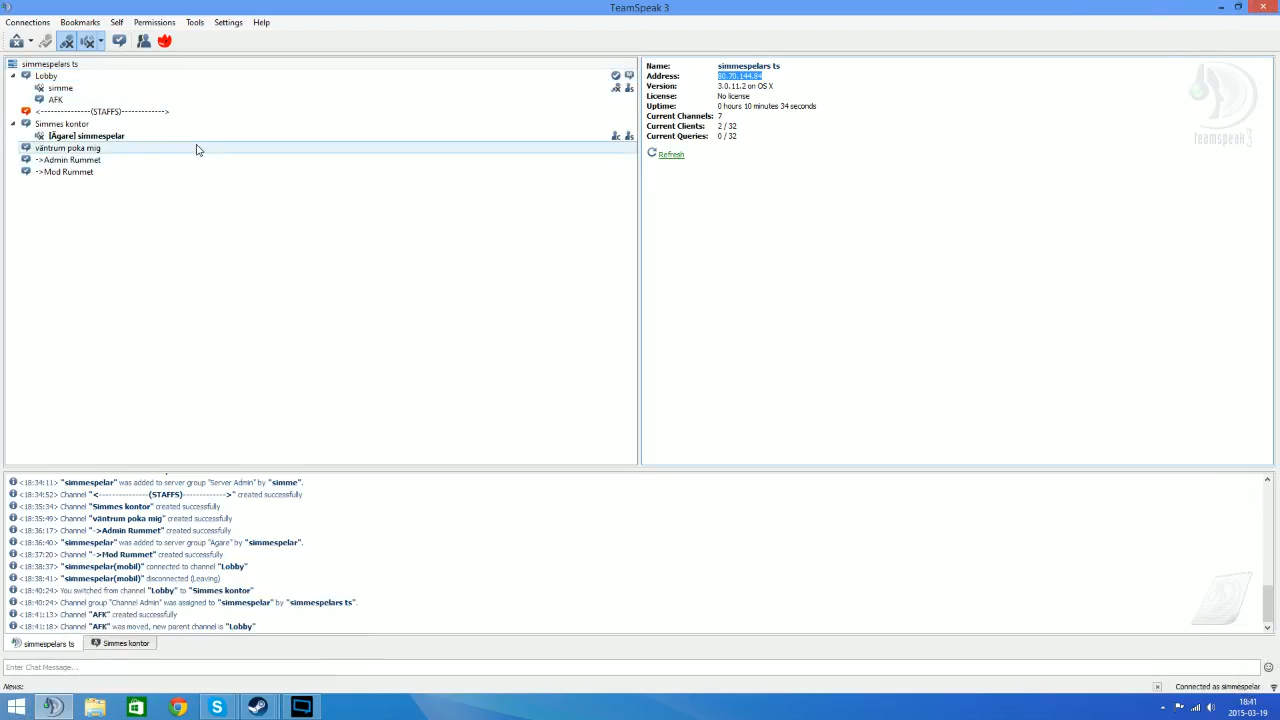 TeamSpeak 3
Connections Bookmarks Self Permissions Tools Settings Help
simmespelars ts
Lobby
simme
AFK
<---------------(STAFFS)------------->
Simmes kontor
[Ägare] simmespelar
väntrum poka mig
->Admin Rummet
->Mod Rummet
Name: simmespelars ts
Address: 80.70.144.84
Version: 3.0.11.2 on OS X
License: No license
Uptime: 0 hours 10 minutes 34 seconds
Current Channels: 7
Current Clients: 2 / 32
Current Queries: 0 / 32
Refresh
teamspeak3
<18:34:11> "simmespelar" was added to server group "Server Admin" by "simme".
<18:34:52> Channel "<---------------(STAFFS)------------->" created successfully
<18:35:34> Channel "Simmes kontor" created successfully
<18:35:49> Channel "väntrum poka mig" created successfully
<18:36:17> Channel "->Admin Rummet" created successfully
<18:36:40> "simmespelar" was added to server group "Ägare" by "simmespelar".
<18:37:20> Channel "->Mod Rummet" created successfully
<18:38:37> "simmespelar(mobil)" connected to channel "Lobby"
<18:38:41> "simmespelar(mobil)" disconnected (Leaving)
<18:40:24> You switched from channel "Lobby" to "Simmes kontor"
<18:40:24> Channel group "Channel Admin" was assigned to "simmespelar" by "simmespelars ts".
<18:41:13> Channel "AFK" created successfully
<18:41:18> Channel "AFK" was moved, new parent channel is "Lobby"
simmespelars ts Simmes kontor
Enter Chat Message...
News: Connected as simmespelar
18:41
2015-03-19